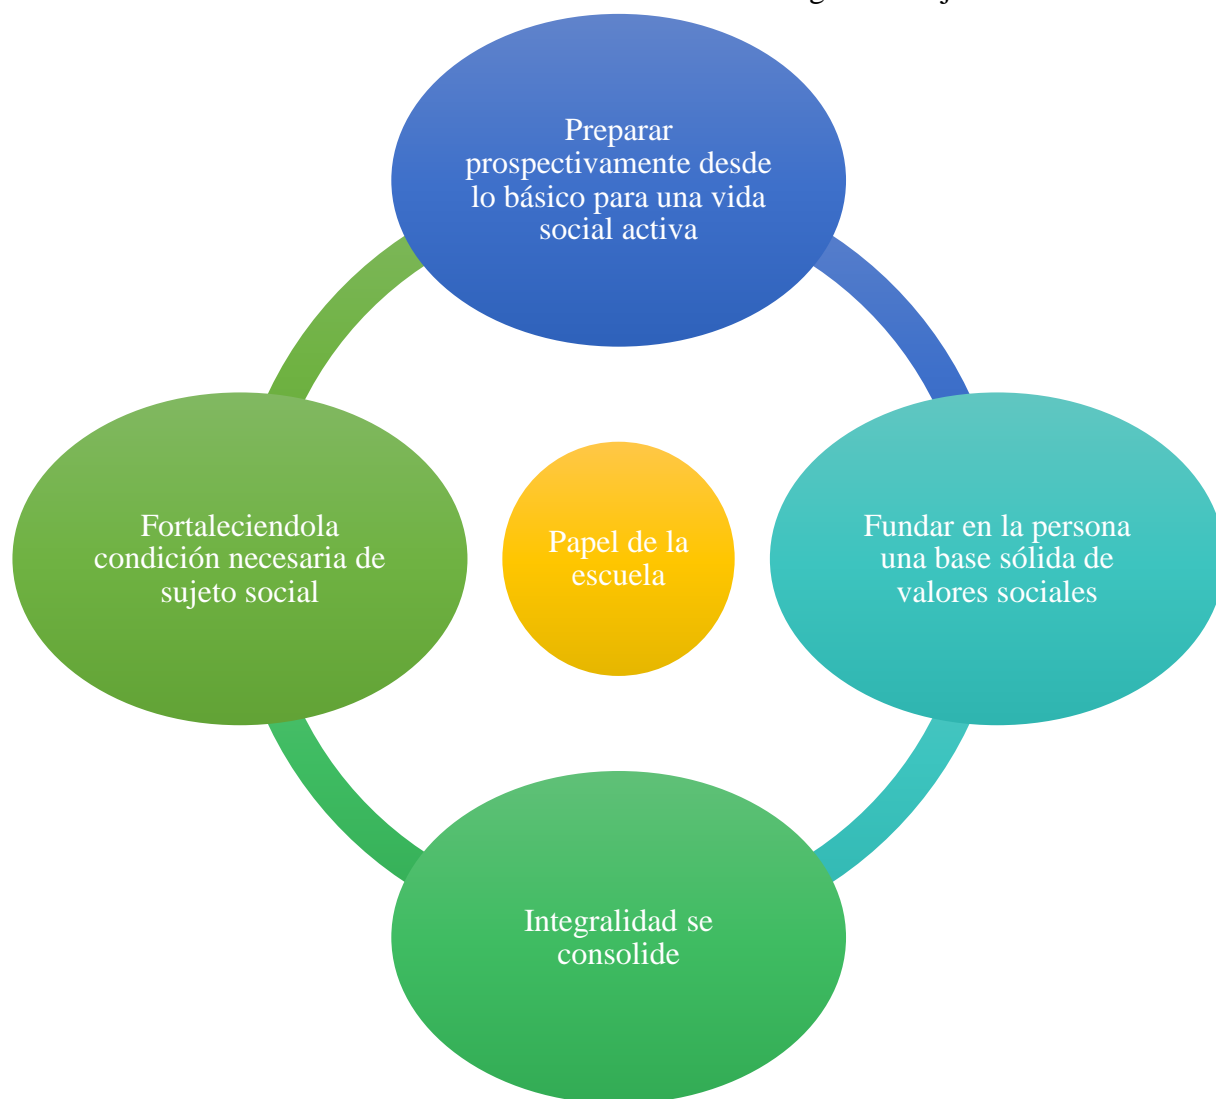 Preparar
prospectivamente desde
lo básico para una vida
social activa
Fortaleciendola
condición necesaria de
sujeto social
Papel de la
escuela
Fundar en la persona
una base sólida de
valores sociales
Integralidad se
consolide